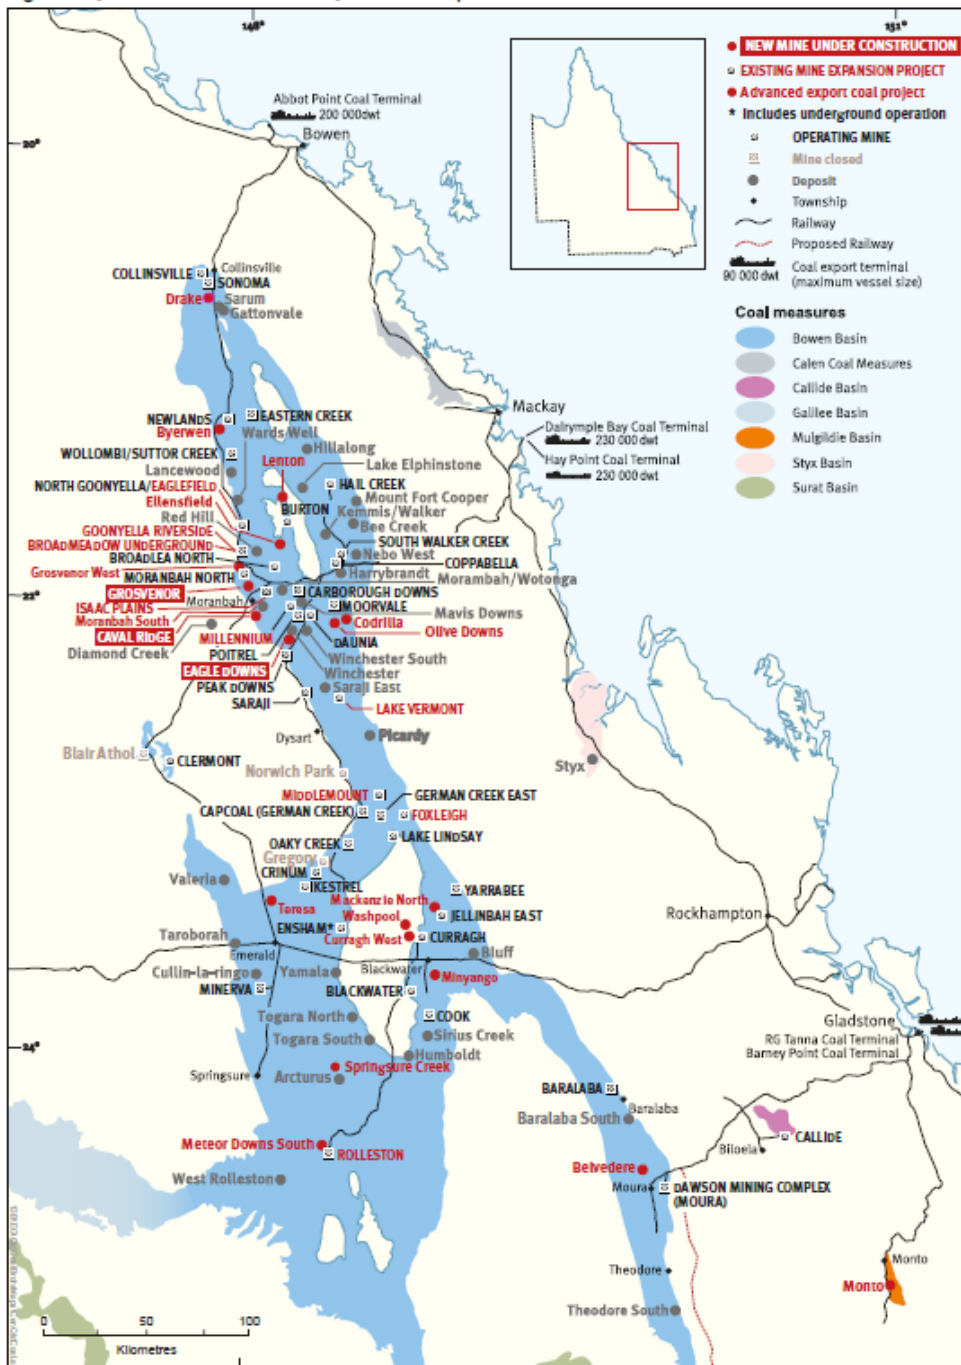 148°
151°
NEW MINE UNDER CONSTRUCTION
EXISTING MINE EXPANSION PROJECT
Advanced export coal project
* Includes underground operation
OPERATING MINE
Mine closed
Deposit
Township
Railway
Proposed Railway
90 000 dwt
Coal export terminal
(maximum vessel size)
Coal measures
Bowen Basin
Calen Coal Measures
Callide Basin
Galilee Basin
Mulgildie Basin
Styx Basin
Surat Basin
Abbot Point Coal Terminal
200 000dwt
Bowen
20°
COLLINSVILLE
Collinsville
SONOMA
Drake
Sarum
Gattonvale
NEWLANDS
EASTERN CREEK
Byerwen
Wards Well
Mackay
Dalrymple Bay Coal Terminal
230 000 dwt
Hay Point Coal Terminal
230 000 dwt
WOLLOMBI/SUTTOR CREEK
Hillalong
Lancewood
Lenton
Lake Elphinstone
NORTH GOONYELLA/EAGLEFIELD
HAIL CREEK
Ellensfield
BURTON
Mount Fort Cooper
Kemmis/Walker
Red Hill
Bee Creek
GOONYELLA RIVERSIDE
BROADMEADOW UNDERGROUND
SOUTH WALKER CREEK
BROADLEA NORTH
Nebo West
COPPABELLA
Grosvenor West
MORANBAH NORTH
Harrybrandt
Morambah/Wotonga
GROSVENOR
CARBOROUGH DOWNS
22°
Moranbah
ISAAC PLAINS
MOORVALE
Mavis Downs
Moranbah South
Codrilla
Olive Downs
CAVAL RIDGE
MILLENNIUM
DAUNIA
Diamond Creek
POITREL
Winchester South
EAGLE DOWNS
Winchester
PEAK DOWNS
Saraji East
SARAJI
LAKE VERMONT
Dysart
Picardy
Blair Athol
CLERMONT
Norwich Park
Styx
MIDDLEMOUNT
GERMAN CREEK EAST
CAPCOAL (GERMAN CREEK)
FOXLEIGH
OAKY CREEK
LAKE LINDSAY
Gregory
CRINUM
Valeria
KESTREL
YARRABEE
Teresa
Mackenzie North
Washpool
JELLINBAH EAST
Rockhampton
ENSHAM*
Curragh West
CURRAGH
Taroborah
Emerald
Bluff
Cullin-la-ringo
Yamala
Blackwater
Minyango
MINERVA
BLACKWATER
Togara North
COOK
Gladstone
Togara South
Sirius Creek
RG Tanna Coal Terminal
Barney Point Coal Terminal
24°
Humboldt
Springsure
Springsure Creek
Arcturus
BARALABA
Baralaba
Baralaba South
Meteor Downs South
ROLLESTON
CALLIDE
Biloela
West Rolleston
Belvedere
Moura
DAWSON MINING COMPLEX
(MOURA)
Theodore
Monto
Monto
Theodore South
0 50 100
Kilometres